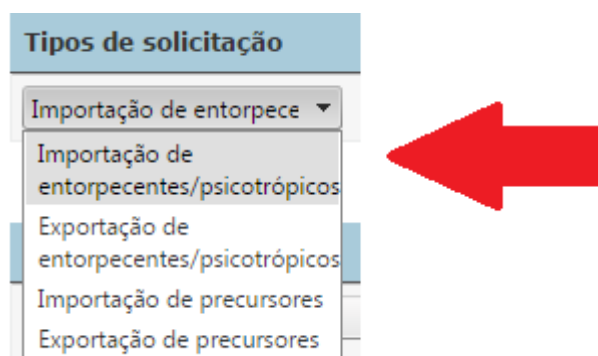 Tipos de solicitação
Importação de entorpece
Importação de
entorpecentes/psicotrópicos
Exportação de
entorpecentes/psicotrópicos
Importação de precursores
Exportação de precursores